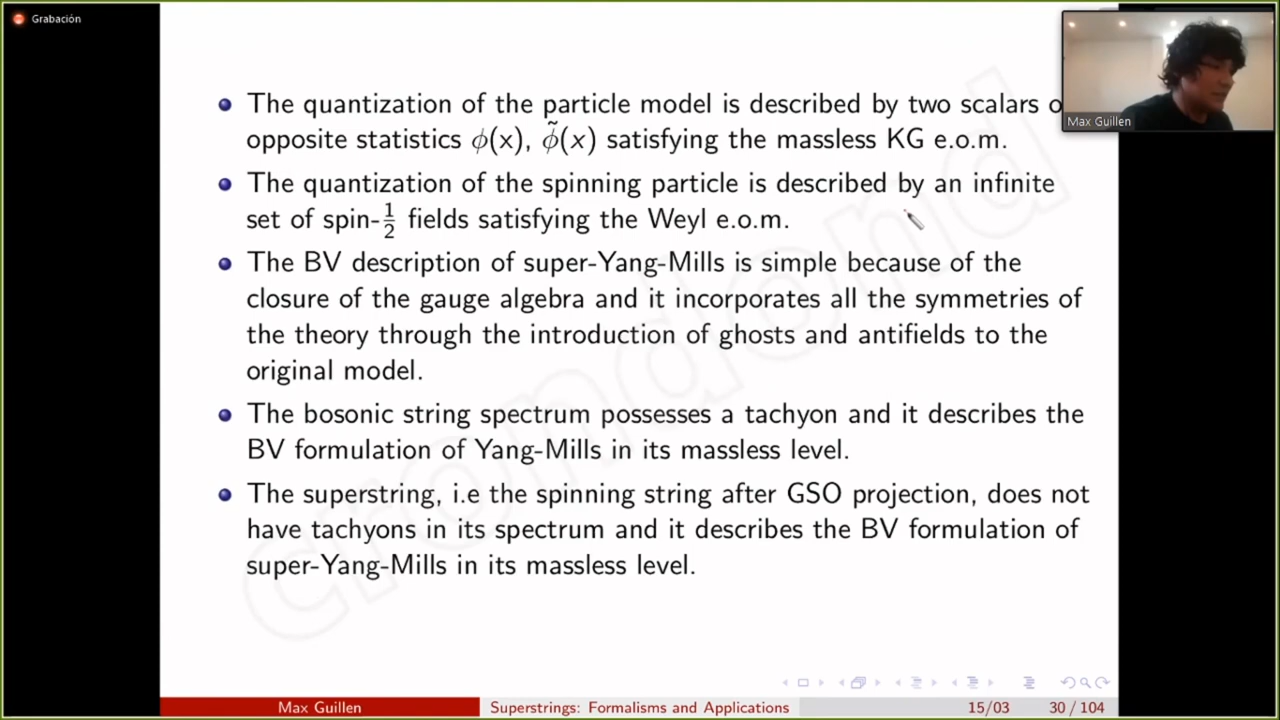 Grabación
The quantization of the particle model is described by two scalars o
opposite statistics ϕ(x), ϕ̃(x) satisfying the massless KG e.o.m.
The quantization of the spinning particle is described by an infinite
set of spin-1/2 fields satisfying the Weyl e.o.m.
The BV description of super-Yang-Mills is simple because of the
closure of the gauge algebra and it incorporates all the symmetries of
the theory through the introduction of ghosts and antifields to the
original model.
The bosonic string spectrum possesses a tachyon and it describes the
BV formulation of Yang-Mills in its massless level.
The superstring, i.e the spinning string after GSO projection, does not
have tachyons in its spectrum and it describes the BV formulation of
super-Yang-Mills in its massless level.
Max Guillen
crondond
Max Guillen Superstrings: Formalisms and Applications 15/03 30 / 104